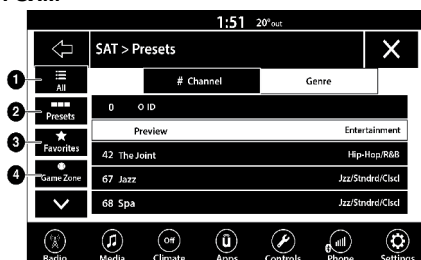 1:51 20°out
SAT > Presets
1
All
# Channel Genre
2
Presets
0 0 ID
Preview Entertainment
3
Favorites
42 The Joint Hip-Hop/R&B
4
Game Zone
67 Jazz Jzz/Stndrd/Clscl
68 Spa Jzz/Stndrd/Clscl
Off
ū
Radio Media Climate Apps Controls Phone Settings